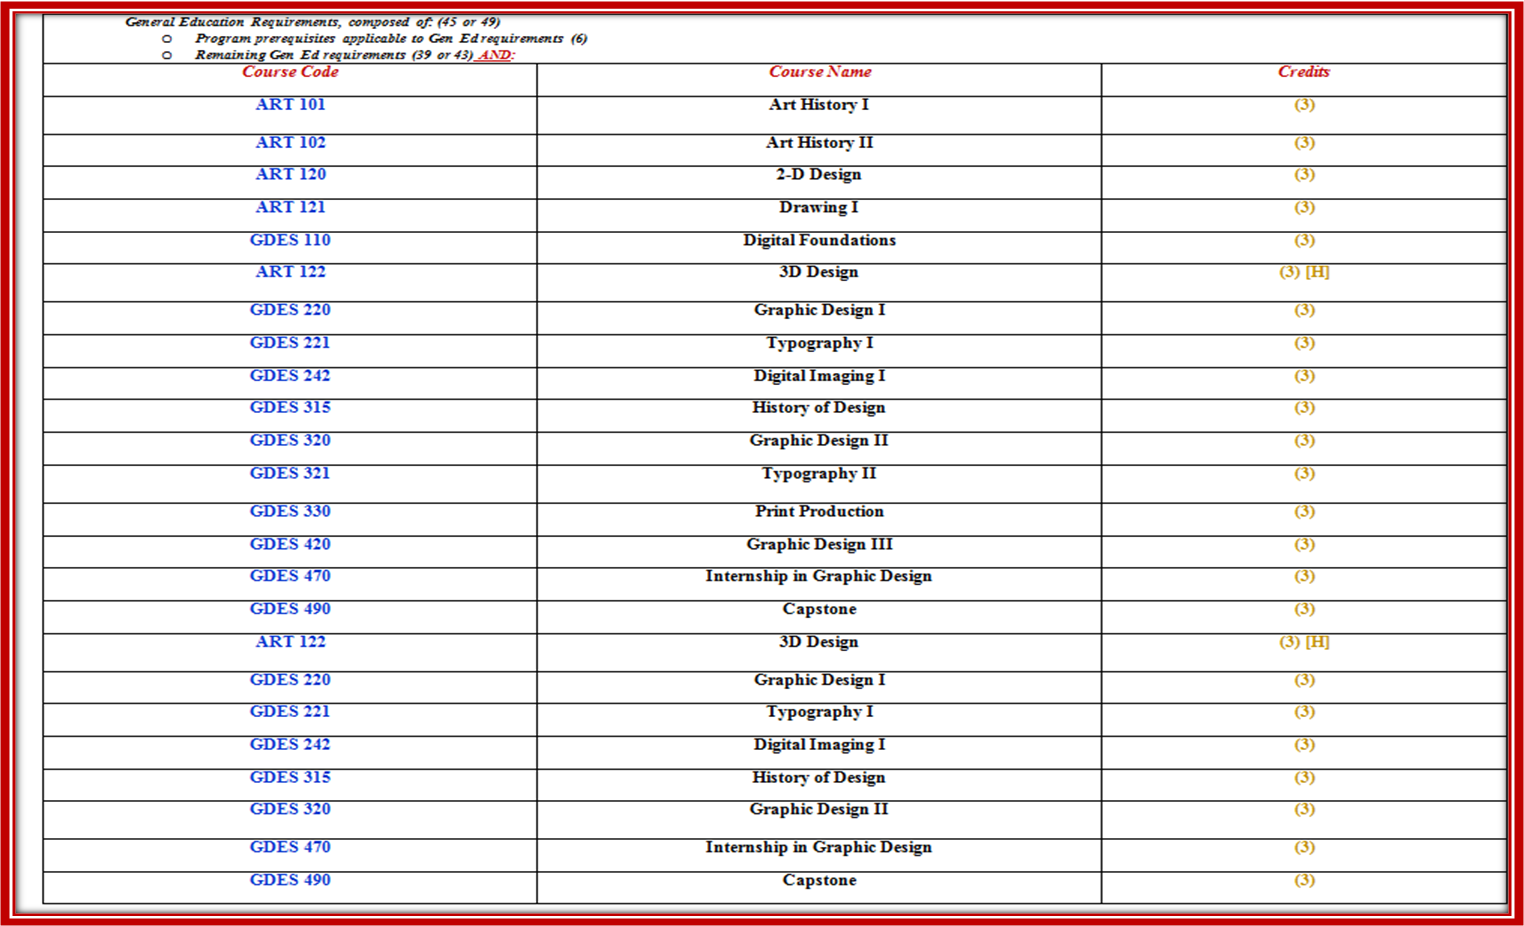 General Education Requirements, composed of: (45 or 49)
o Program prerequisites applicable to Gen Ed requirements (6)
o Remaining Gen Ed requirements (39 or 43) AND:
Course Code Course Name Credits
ART 101 Art History I (3)
ART 102 Art History II (3)
ART 120 2-D Design (3)
ART 121 Drawing I (3)
GDES 110 Digital Foundations (3)
ART 122 3D Design (3) [H]
GDES 220 Graphic Design I (3)
GDES 221 Typography I (3)
GDES 242 Digital Imaging I (3)
GDES 315 History of Design (3)
GDES 320 Graphic Design II (3)
GDES 321 Typography II (3)
GDES 330 Print Production (3)
GDES 420 Graphic Design III (3)
GDES 470 Internship in Graphic Design (3)
GDES 490 Capstone (3)
ART 122 3D Design (3) [H]
GDES 220 Graphic Design I (3)
GDES 221 Typography I (3)
GDES 242 Digital Imaging I (3)
GDES 315 History of Design (3)
GDES 320 Graphic Design II (3)
GDES 470 Internship in Graphic Design (3)
GDES 490 Capstone (3)